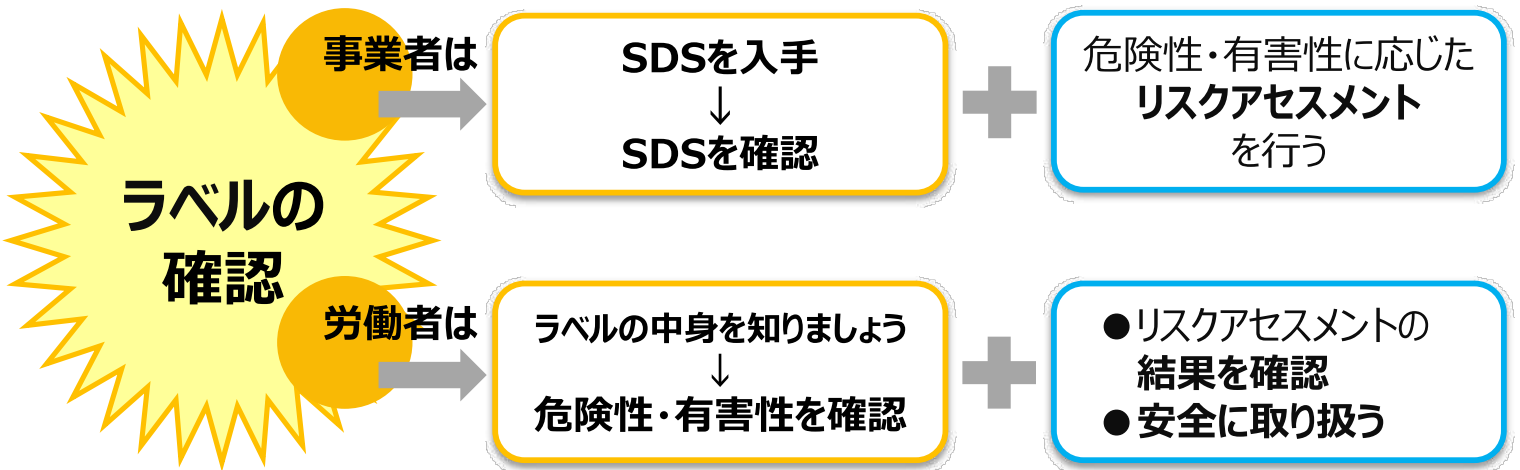 ラベルの
確認
事業者は
SDSを入手
↓
SDSを確認
危険性・有害性に応じた
リスクアセスメント
を行う
労働者は
ラベルの中身を知りましょう
↓
危険性・有害性を確認
●リスクアセスメントの
結果を確認
●安全に取り扱う